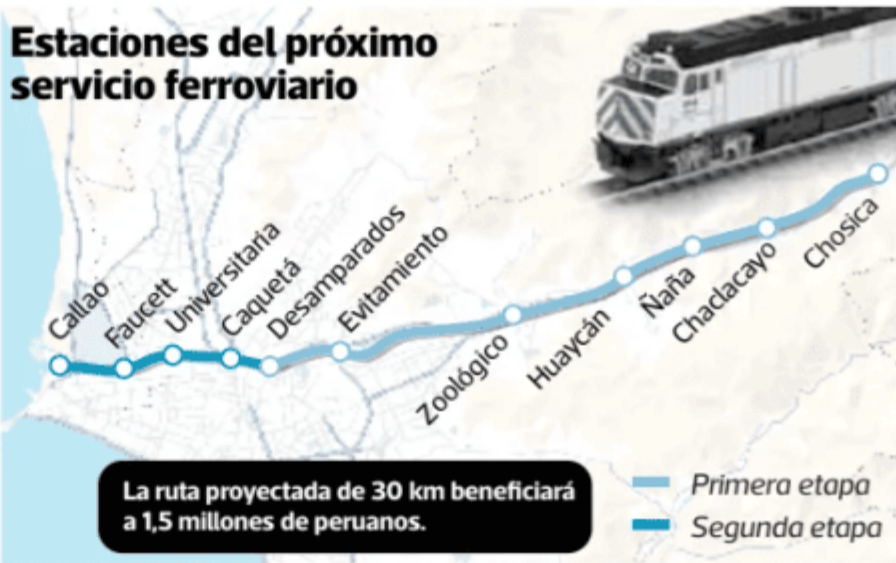 Estaciones del próximo
servicio ferroviario
Callao
Faucett
Universitaria
Caquetá
Desamparados
Evitamiento
Zoológico
Huaycán
Ñaña
Chaclacayo
Chosica
La ruta proyectada de 30 km beneficiará
a 1,5 millones de peruanos.
Primera etapa
Segunda etapa